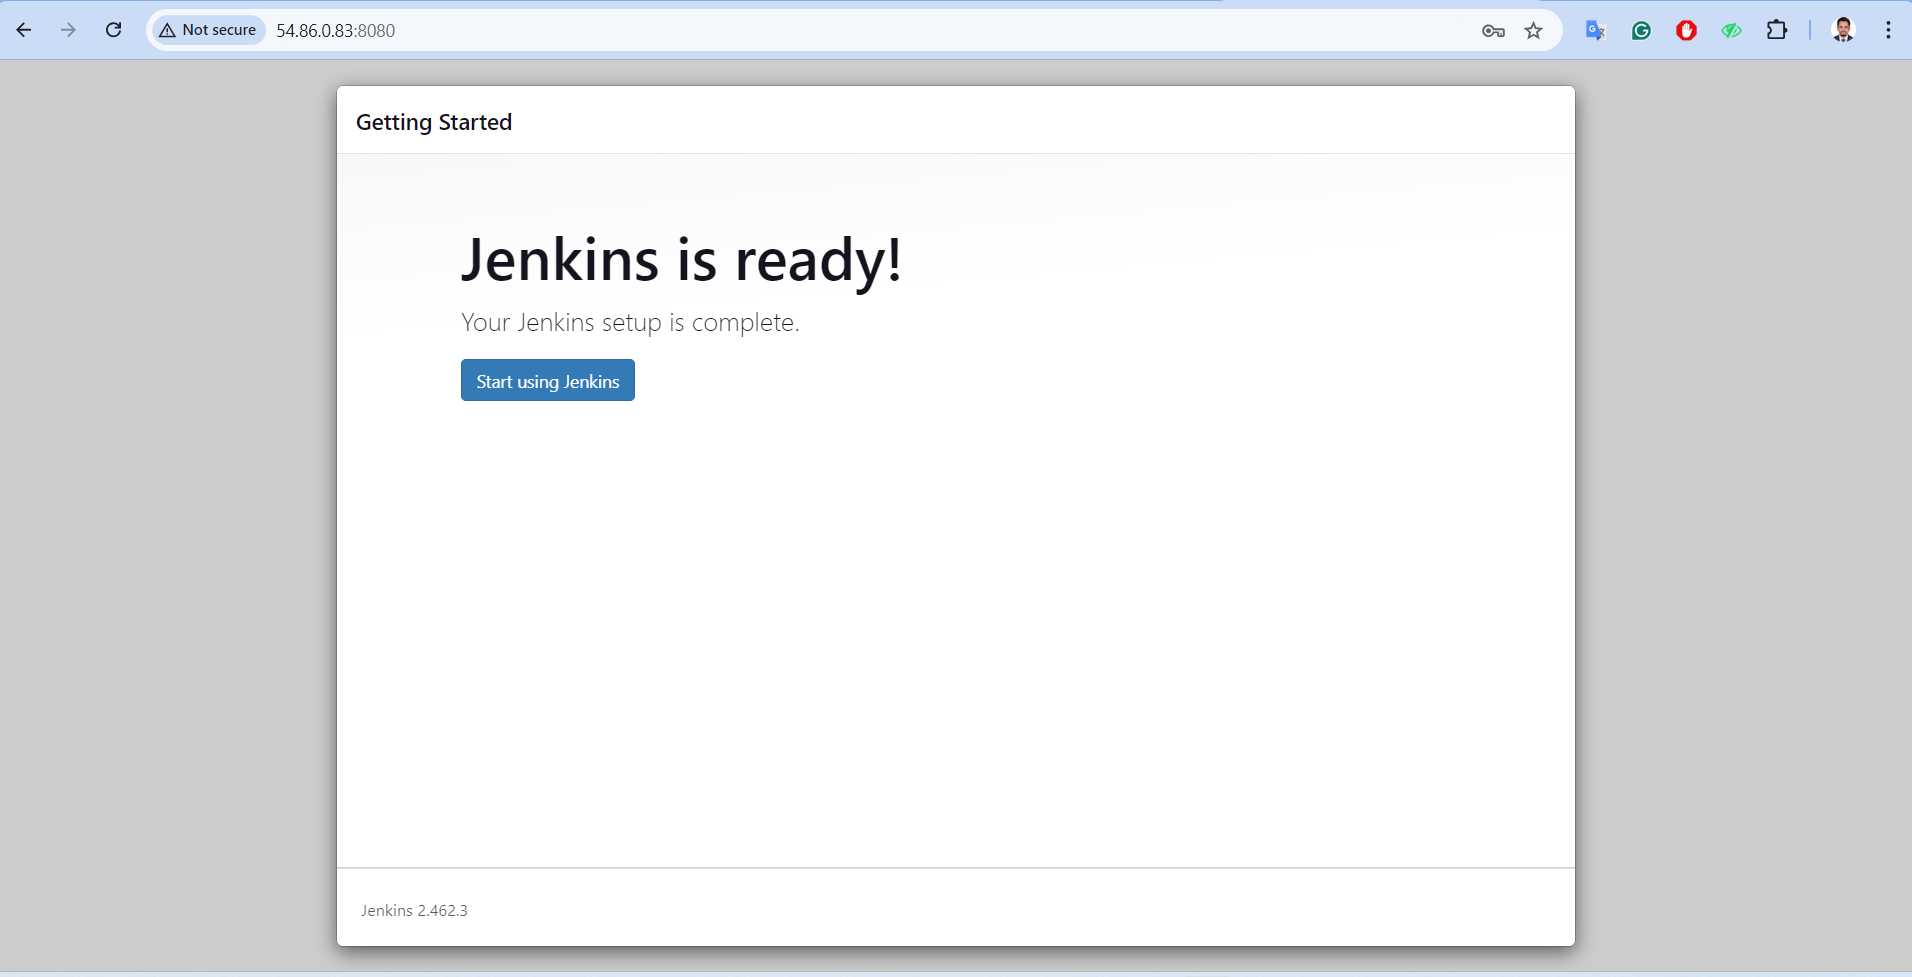 Not secure 54.86.0.83:8080
Getting Started
Jenkins is ready!
Your Jenkins setup is complete.
Start using Jenkins
Jenkins 2.462.3